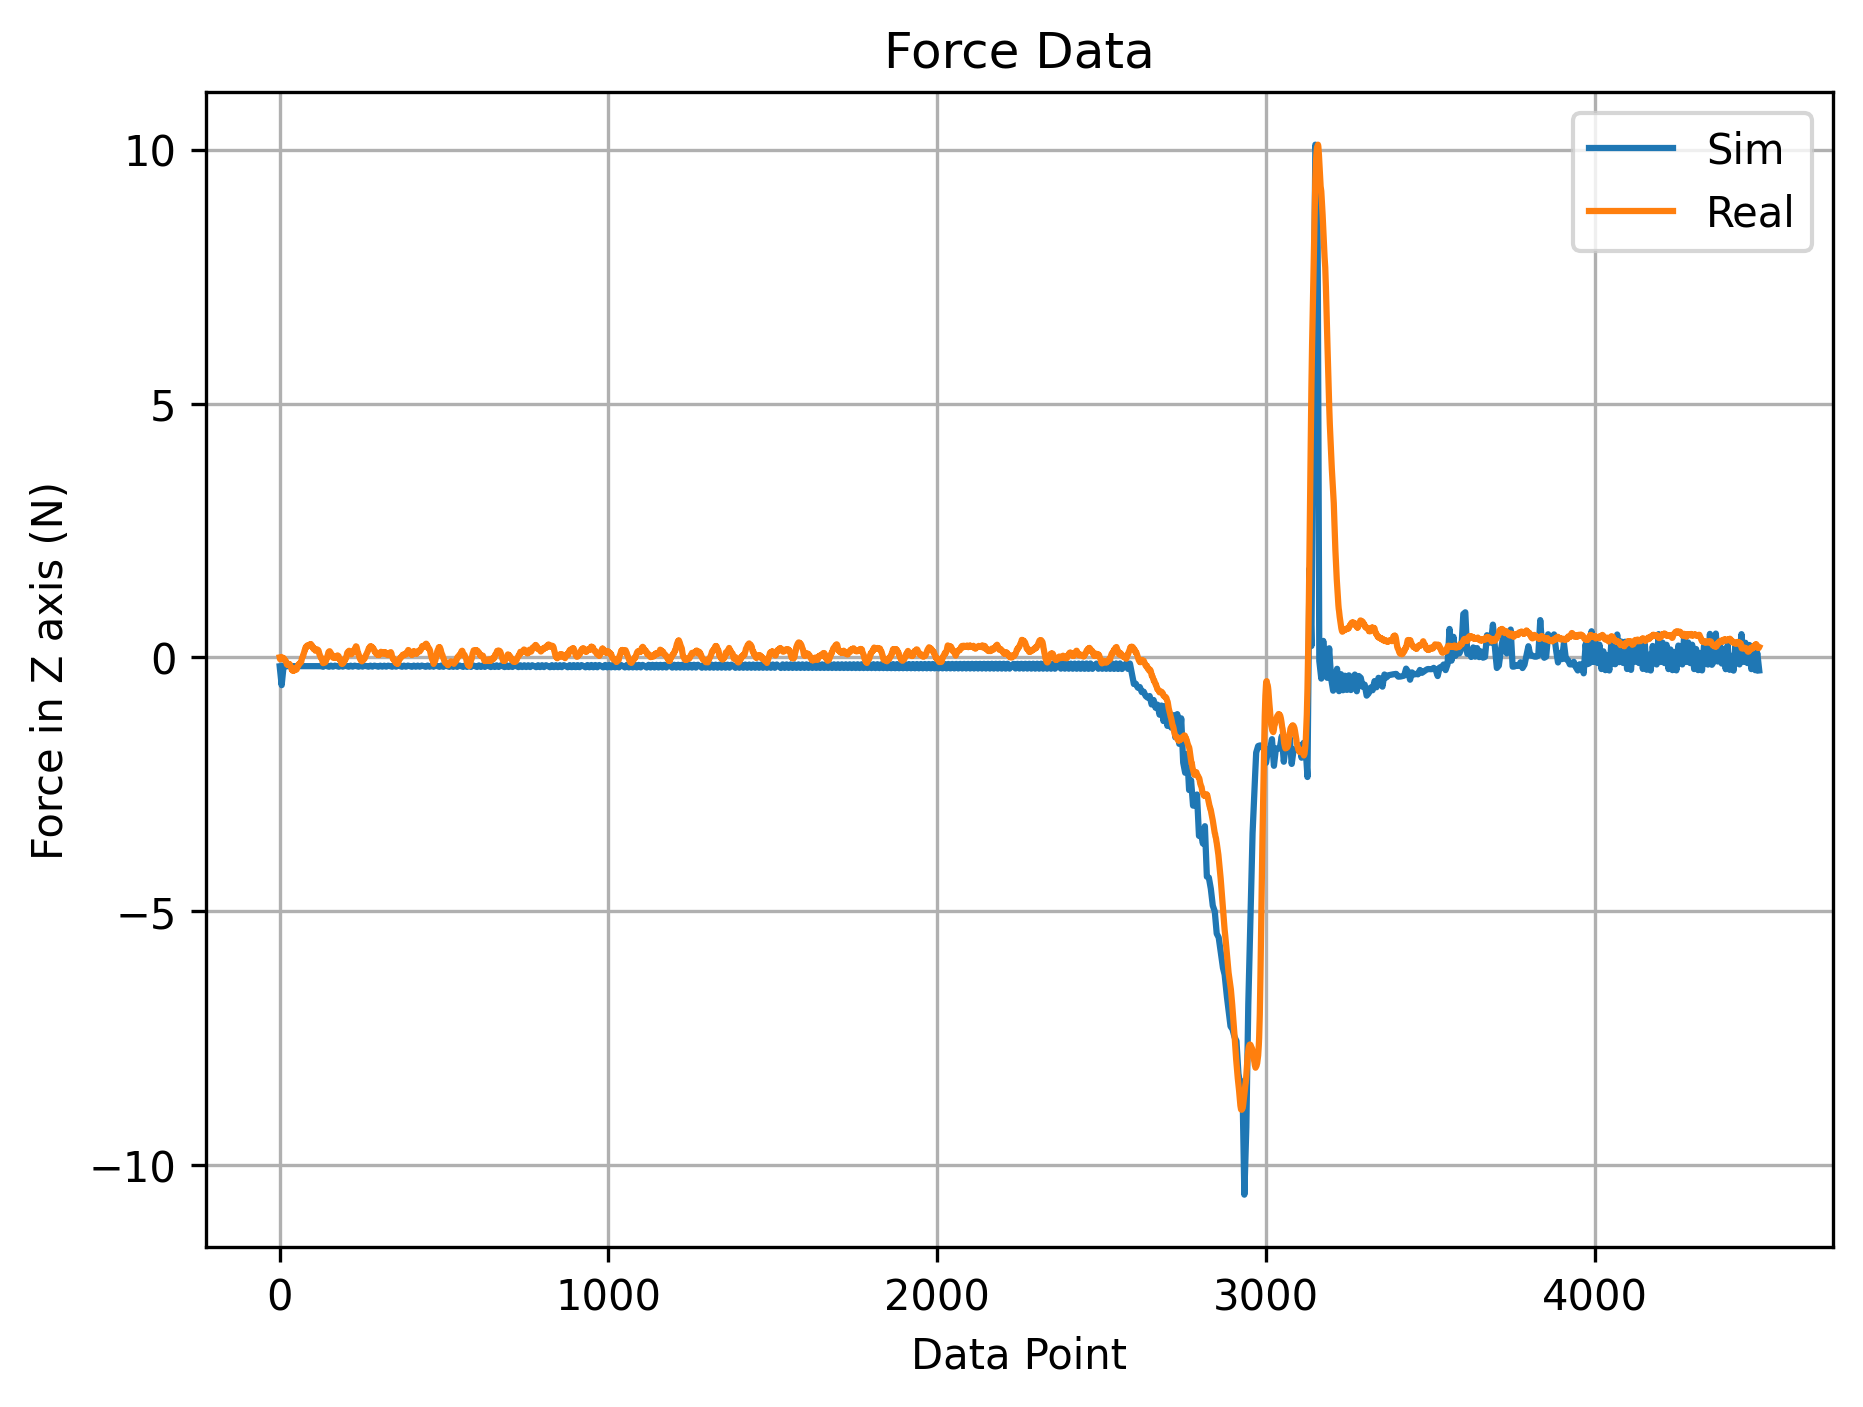 Force Data
Sim
Real
Force in Z axis (N)
10
5
0
−5
−10
0 1000 2000 3000 4000
Data Point